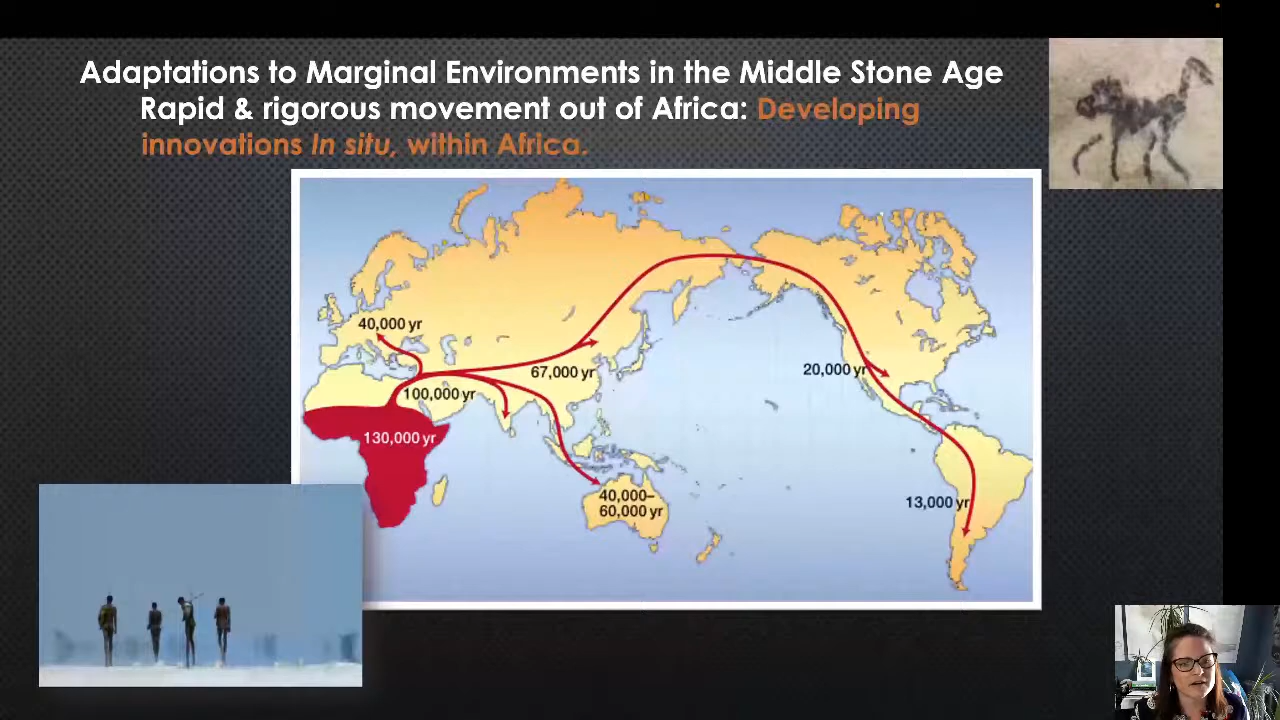 Adaptations to Marginal Environments in the Middle Stone Age
Rapid & rigorous movement out of Africa: Developing
innovations In situ, within Africa.
40,000 yr
67,000 yr
100,000 yr
130,000 yr
20,000 yr
40,000–
60,000 yr
13,000 yr